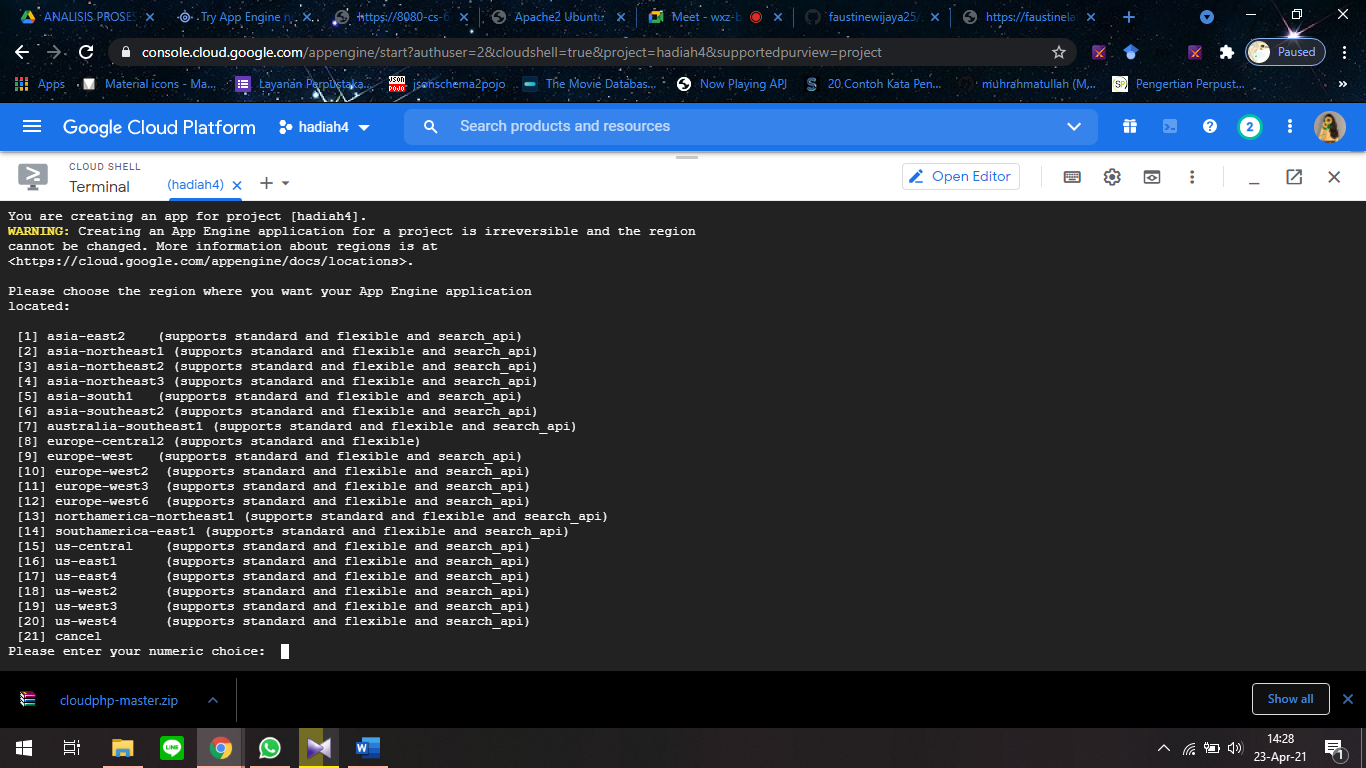 ANALISIS PROSES
Try App Engine n
https://8080-cs-6
Apache2 Ubuntu
Meet - wxz-b
faustinewijaya25/
https://faustinela
console.cloud.google.com/appengine/start?authuser=2&cloudshell=true&project=hadiah4&supportedpurview=project
Paused
Apps
Material icons - Ma...
Layanan Perpustaka...
JSON
POJO
jsonschema2pojo
The Movie Databas...
Now Playing API
20 Contoh Kata Pen...
muhrahmatullah (M,...
SP
Pengertian Perpust...
»
Google Cloud Platform
hadiah4
Search products and resources
2
CLOUD SHELL
Terminal
(hadiah4)
Open Editor
You are creating an app for project [hadiah4].
WARNING: Creating an App Engine application for a project is irreversible and the region
cannot be changed. More information about regions is at
<https://cloud.google.com/appengine/docs/locations>.
Please choose the region where you want your App Engine application
located:
[1] asia-east2 (supports standard and flexible and search_api)
[2] asia-northeast1 (supports standard and flexible and search_api)
[3] asia-northeast2 (supports standard and flexible and search_api)
[4] asia-northeast3 (supports standard and flexible and search_api)
[5] asia-south1 (supports standard and flexible and search_api)
[6] asia-southeast2 (supports standard and flexible and search_api)
[7] australia-southeast1 (supports standard and flexible and search_api)
[8] europe-central2 (supports standard and flexible)
[9] europe-west (supports standard and flexible and search_api)
[10] europe-west2 (supports standard and flexible and search_api)
[11] europe-west3 (supports standard and flexible and search_api)
[12] europe-west6 (supports standard and flexible and search_api)
[13] northamerica-northeast1 (supports standard and flexible and search_api)
[14] southamerica-east1 (supports standard and flexible and search_api)
[15] us-central (supports standard and flexible and search_api)
[16] us-east1 (supports standard and flexible and search_api)
[17] us-east4 (supports standard and flexible and search_api)
[18] us-west2 (supports standard and flexible and search_api)
[19] us-west3 (supports standard and flexible and search_api)
[20] us-west4 (supports standard and flexible and search_api)
[21] cancel
Please enter your numeric choice:
cloudphp-master.zip
Show all
LINE
W
14:28
23-Apr-21
1